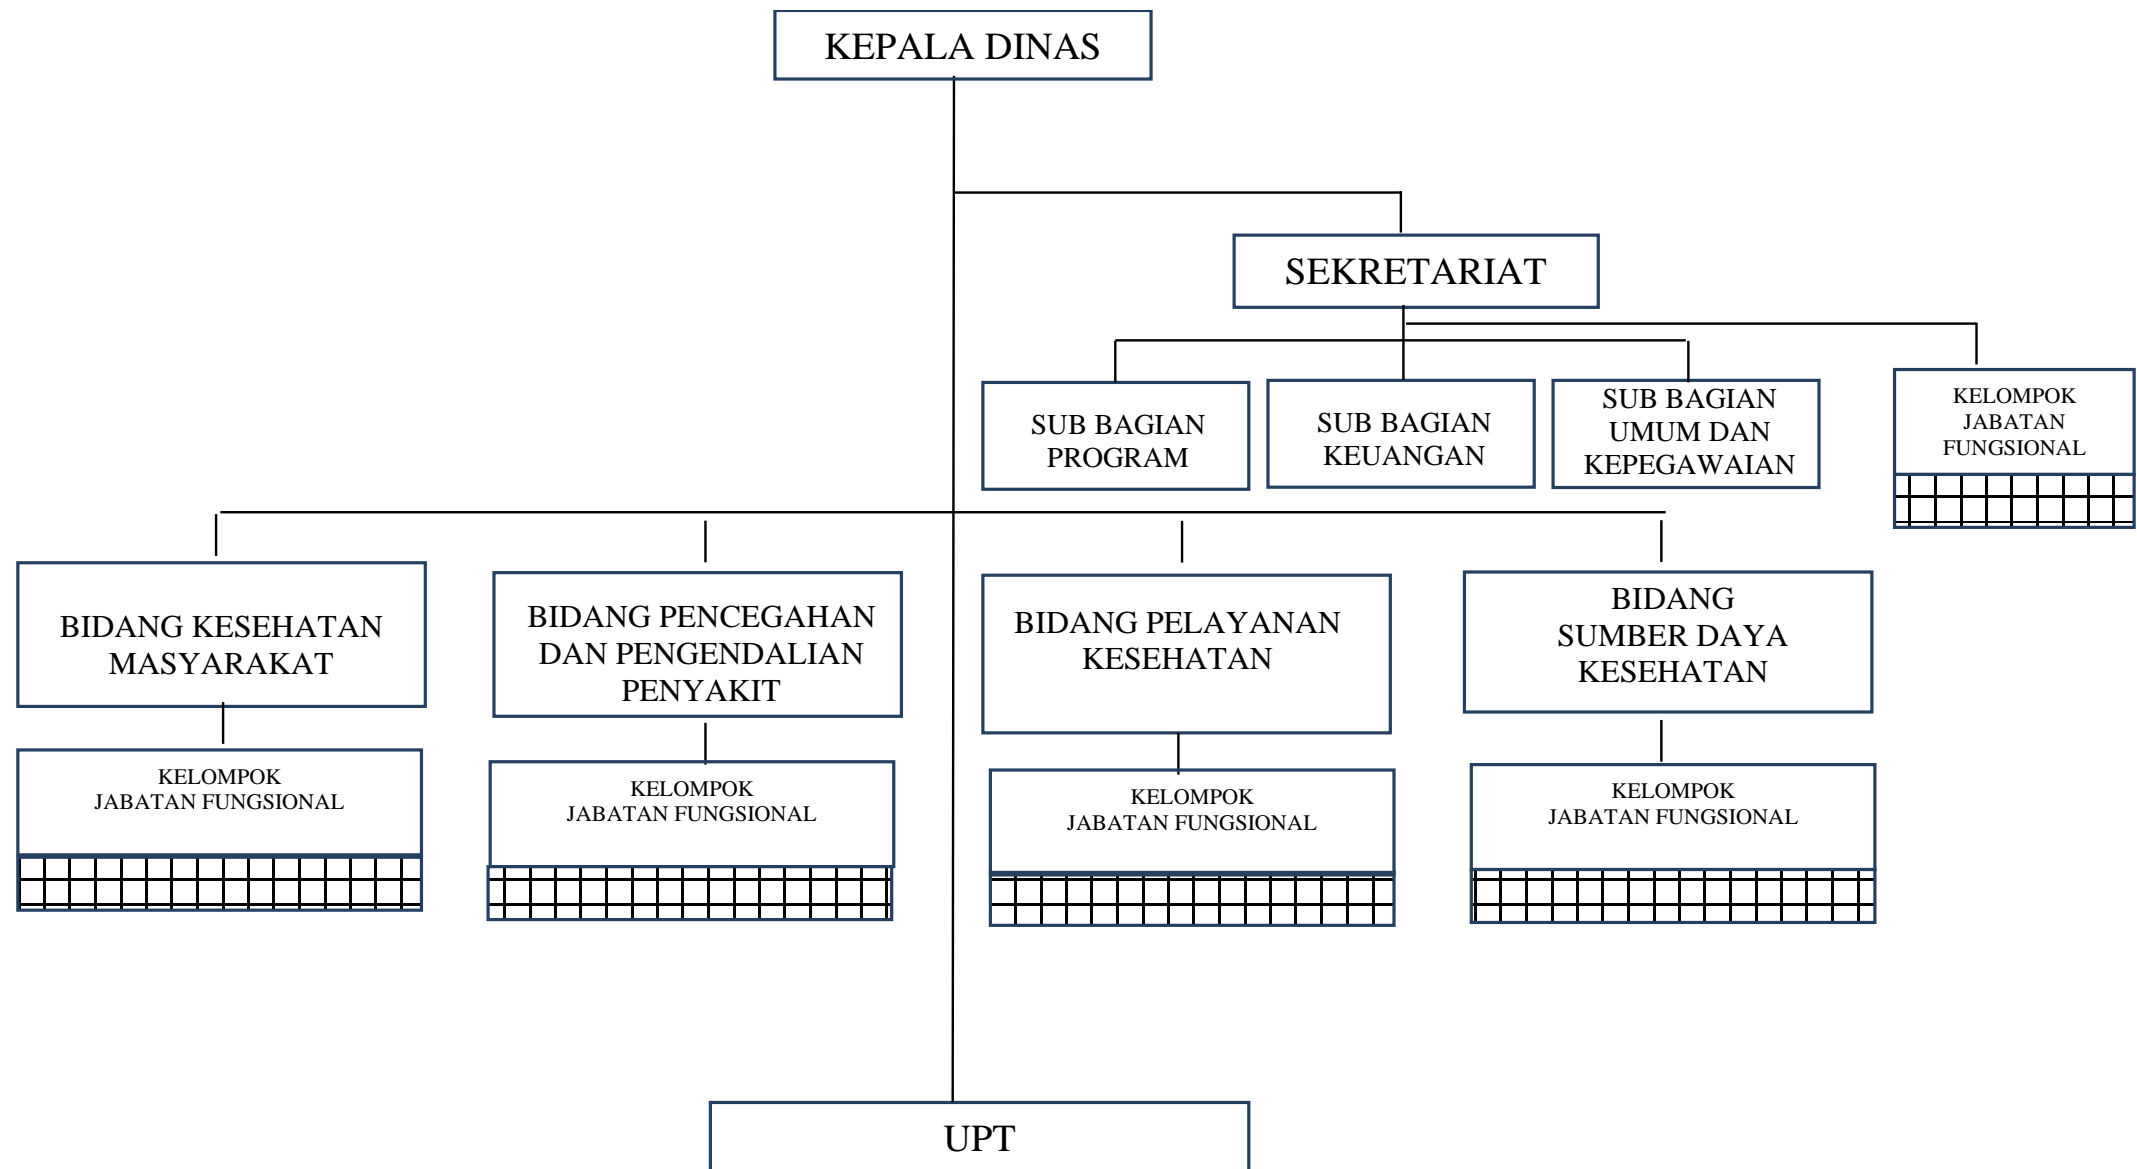 KEPALA DINAS
SEKRETARIAT
SUB BAGIAN
PROGRAM
SUB BAGIAN
KEUANGAN
SUB BAGIAN
UMUM DAN
KEPEGAWAIAN
KELOMPOK
JABATAN
FUNGSIONAL
BIDANG KESEHATAN
MASYARAKAT
BIDANG PENCEGAHAN
DAN PENGENDALIAN
PENYAKIT
BIDANG PELAYANAN
KESEHATAN
BIDANG
SUMBER DAYA
KESEHATAN
KELOMPOK
JABATAN FUNGSIONAL
KELOMPOK
JABATAN FUNGSIONAL
KELOMPOK
JABATAN FUNGSIONAL
KELOMPOK
JABATAN FUNGSIONAL
UPT